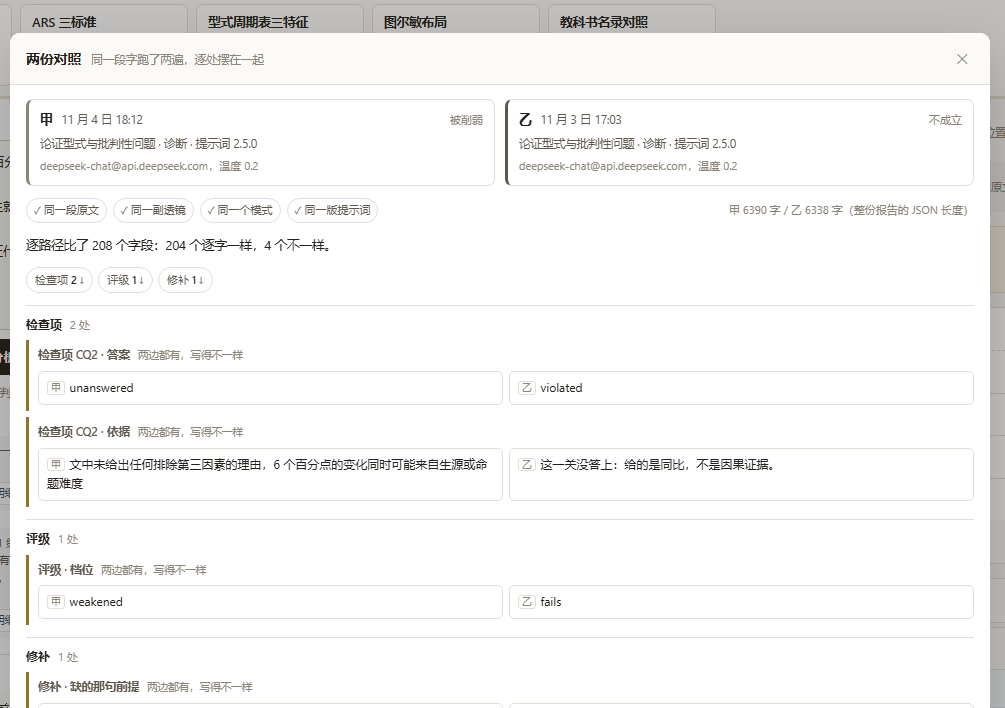 ARS 三标准
型式周期表三特征
图尔敏布局
教科书名录对照
两份对照 同一段字跑了两遍，逐处摆在一起
甲 11 月 4 日 18:12 被削弱
论证型式与批判性问题 · 诊断 · 提示词 2.5.0
deepseek-chat@api.deepseek.com，温度 0.2
乙 11 月 3 日 17:03 不成立
论证型式与批判性问题 · 诊断 · 提示词 2.5.0
deepseek-chat@api.deepseek.com，温度 0.2
✓ 同一段原文 ✓ 同一副透镜 ✓ 同一个模式 ✓ 同一版提示词
甲 6390 字 / 乙 6338 字（整份报告的 JSON 长度）
逐路径比了 208 个字段：204 个逐字一样，4 个不一样。
检查项 2 ↓ 评级 1 ↓ 修补 1 ↓
检查项 2 处
检查项 CQ2 · 答案 两边都有，写得不一样
甲 unanswered
乙 violated
检查项 CQ2 · 依据 两边都有，写得不一样
甲 文中未给出任何排除第三因素的理由，6 个百分点的变化同时可能来自生源或命
题难度
乙 这一关没答上：给的是同比，不是因果证据。
评级 1 处
评级 · 档位 两边都有，写得不一样
甲 weakened
乙 fails
修补 1 处
修补 · 缺的那句前提 两边都有，写得不一样